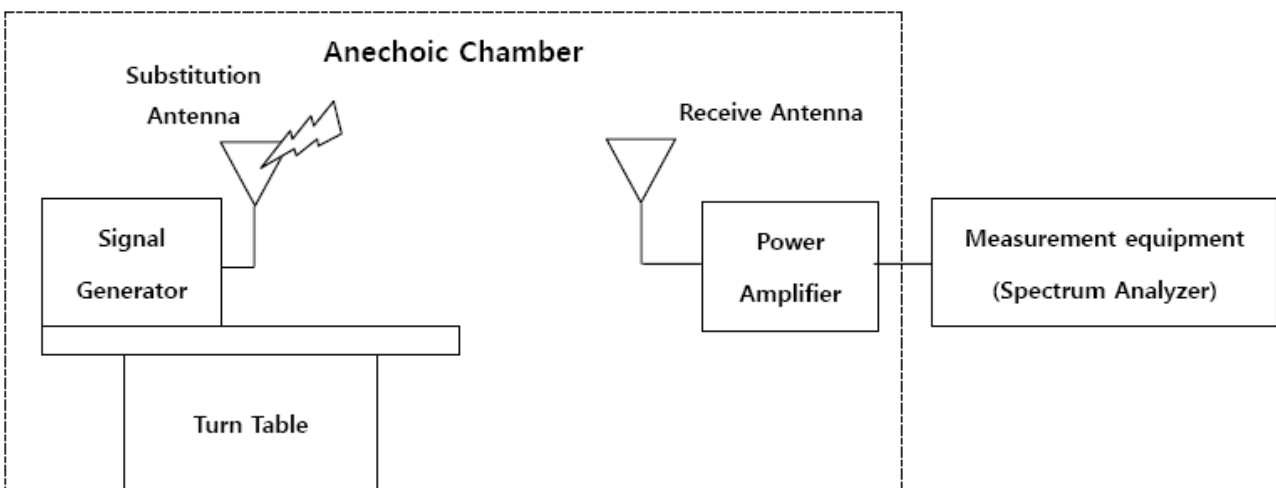 Anechoic Chamber
Substitution
Antenna
Receive Antenna
Signal
Generator
Power
Amplifier
Measurement equipment
(Spectrum Analyzer)
Turn Table